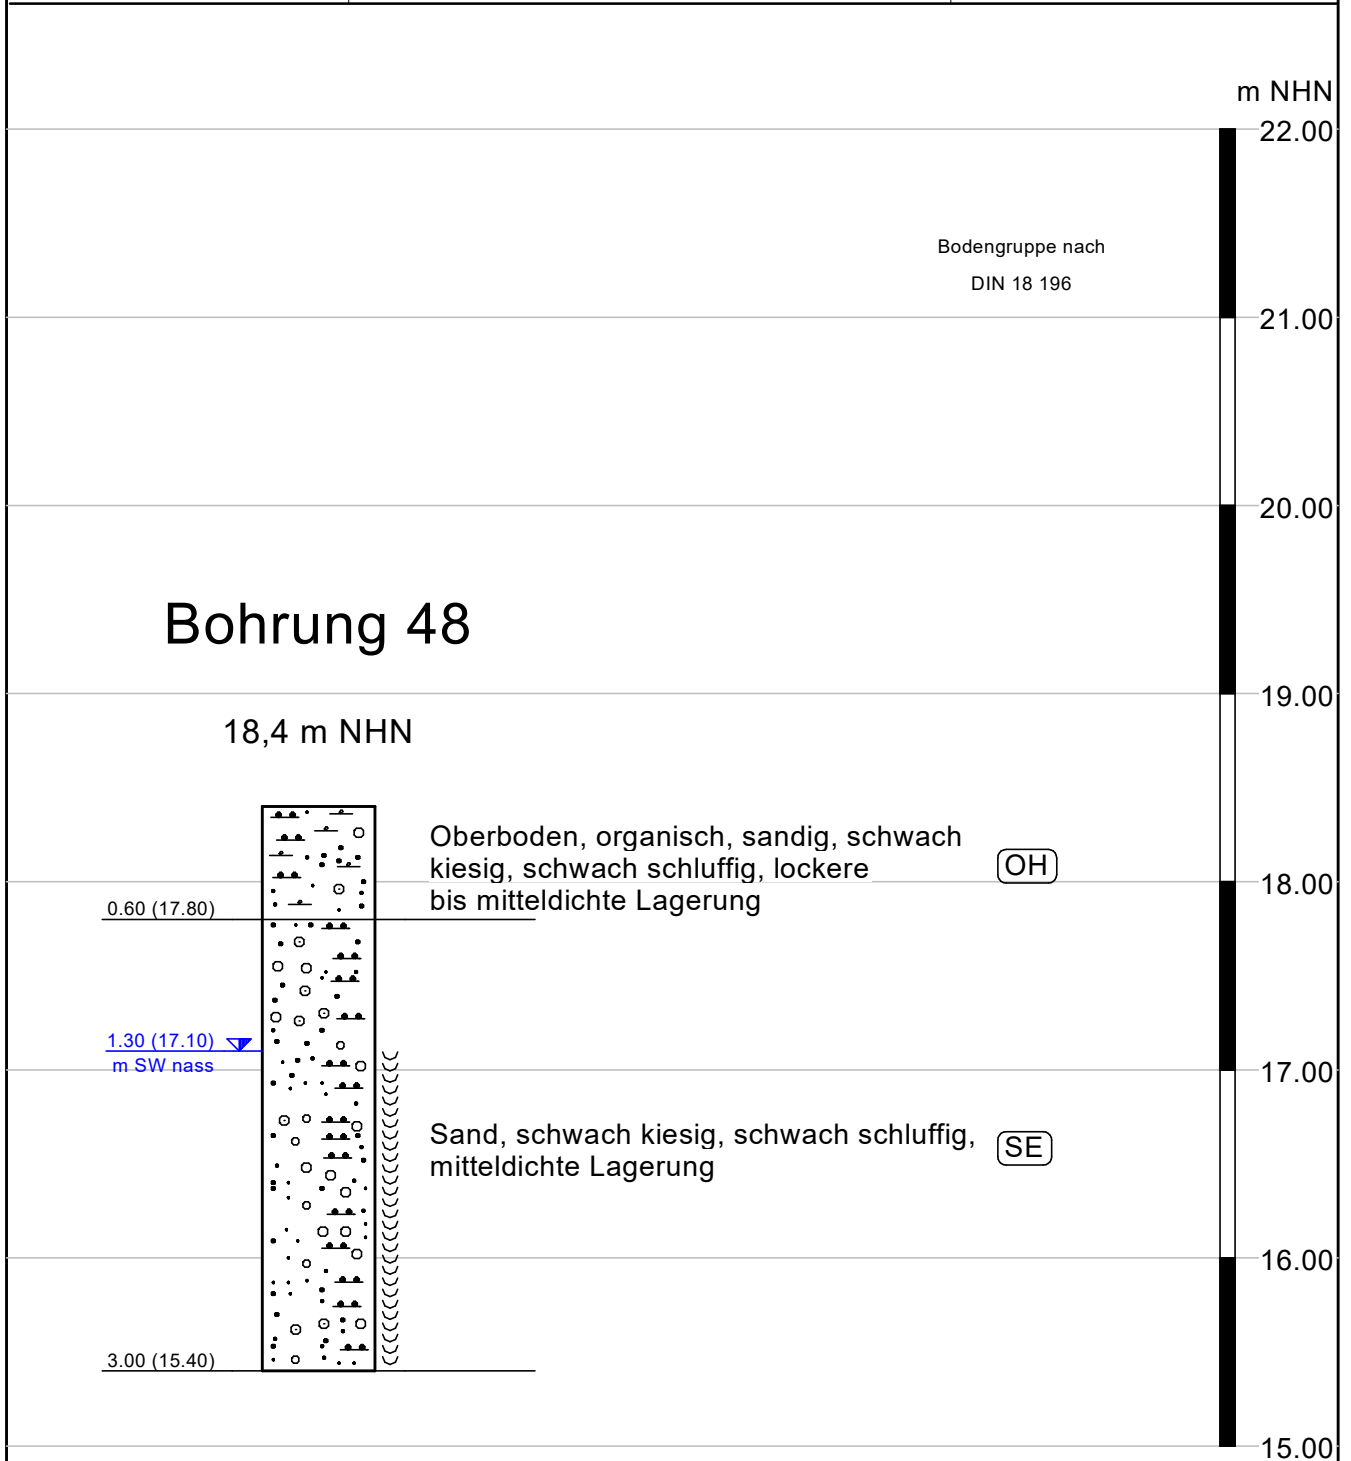 m NHN
22.00
Bodengruppe nach
DIN 18 196
21.00
20.00
Bohrung 48
19.00
18,4 m NHN
Oberboden, organisch, sandig, schwach
kiesig, schwach schluffig, lockere
bis mitteldichte Lagerung
OH
18.00
0.60 (17.80)
1.30 (17.10)
m SW nass
17.00
Sand, schwach kiesig, schwach schluffig,
mitteldichte Lagerung
SE
16.00
3.00 (15.40)
15.00